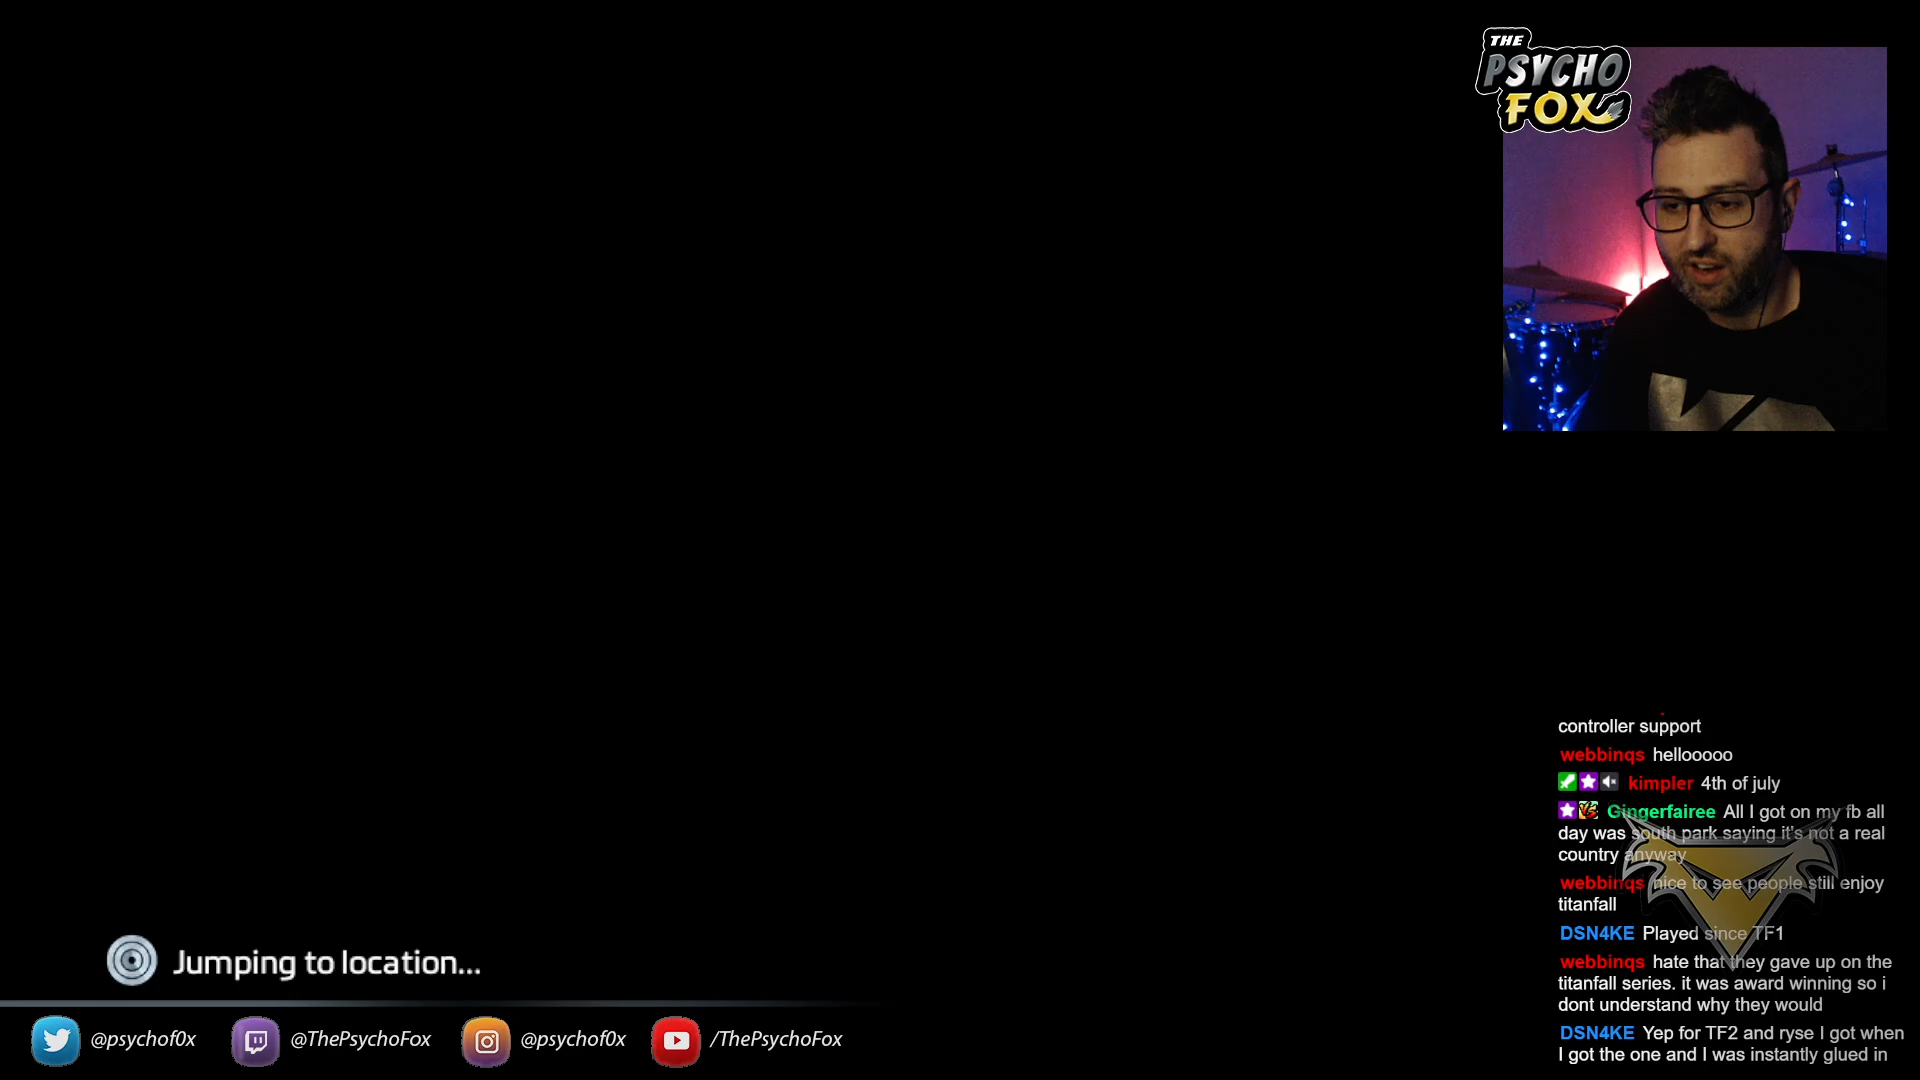 THE
PSYCHO
FOX
controller support
webbinqs hellooooo
kimpler 4th of july
Gingerfairee All I got on my fb all
day was south park saying it's not a real
country anyway
webbinqs nice to see people still enjoy
titanfall
DSN4KE Played since TF1
webbinqs hate that they gave up on the
titanfall series. it was award winning so i
dont understand why they would
DSN4KE Yep for TF2 and ryse I got when
I got the one and I was instantly glued in
Jumping to location...
@psychof0x
@ThePsychoFox
@psychof0x
/ThePsychoFox